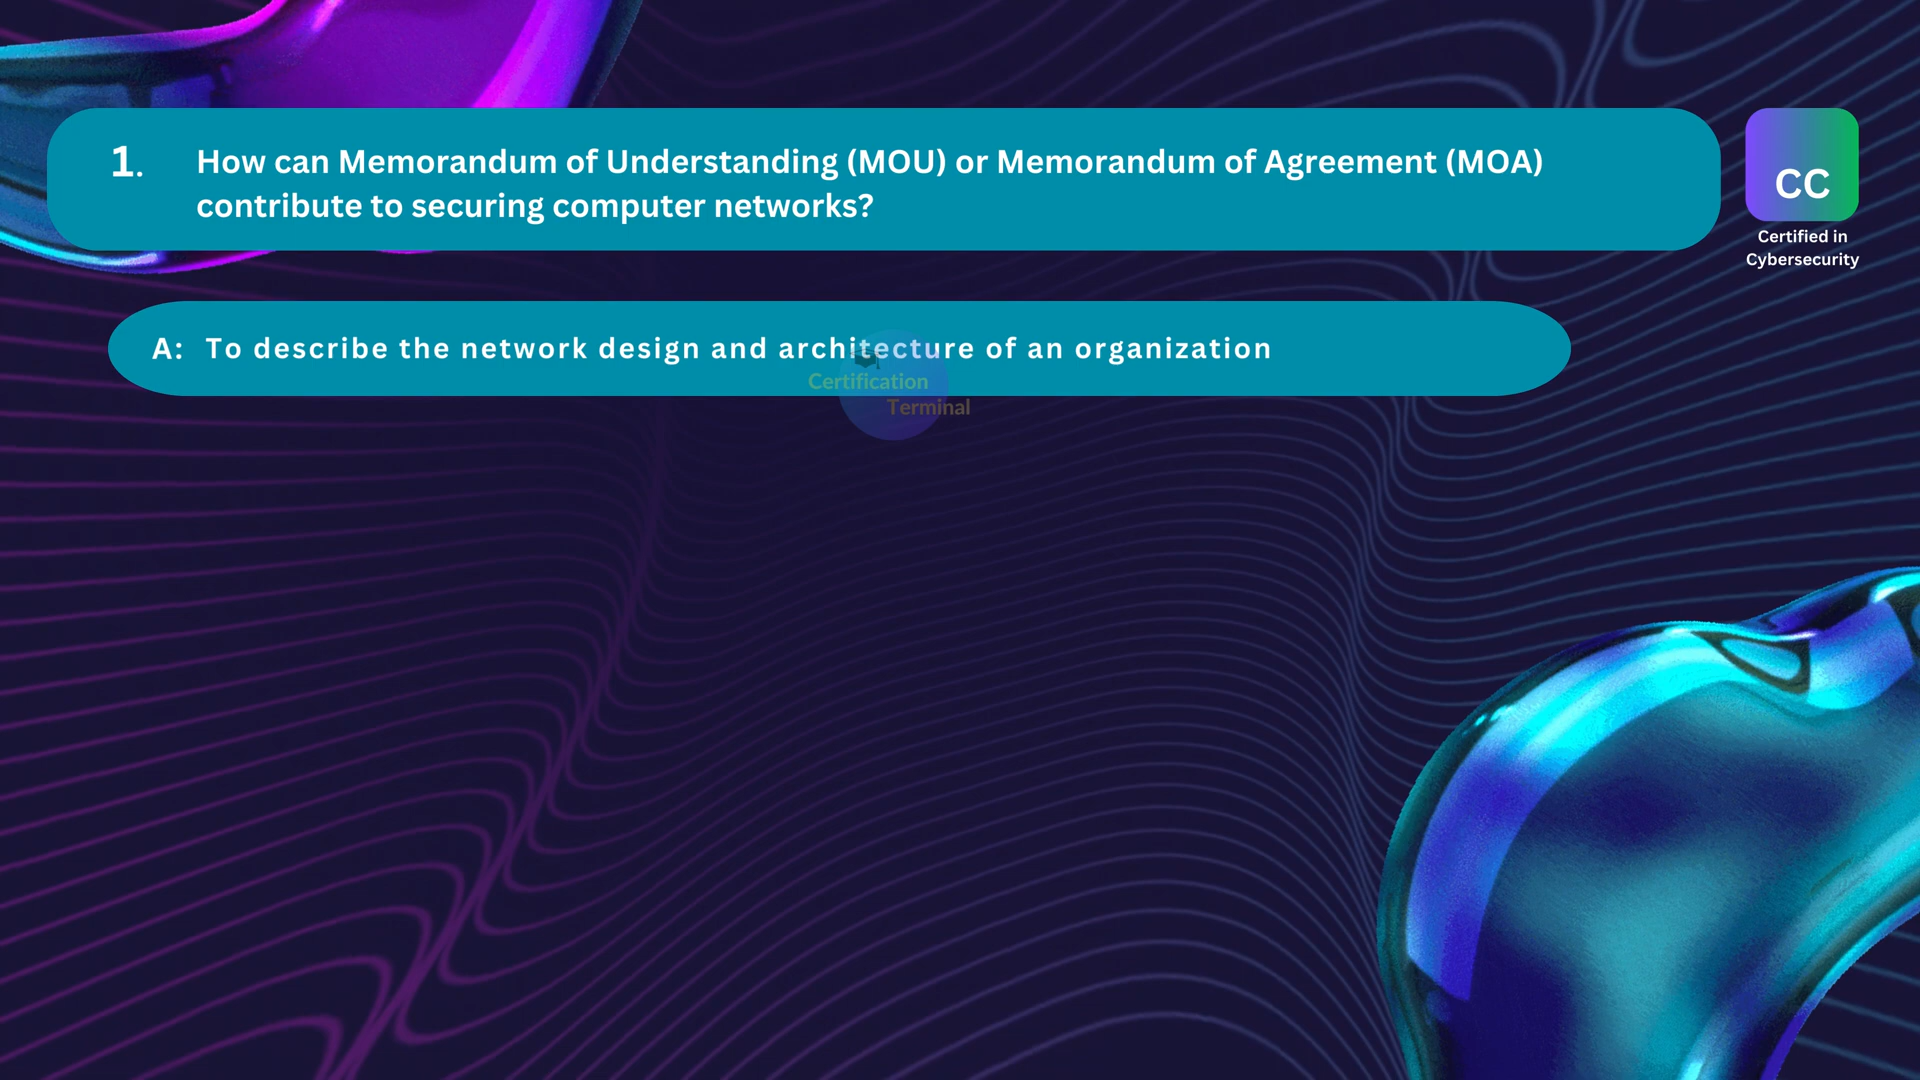 1. How can Memorandum of Understanding (MOU) or Memorandum of Agreement (MOA)
contribute to securing computer networks?
CC
Certified in
Cybersecurity
A: To describe the network design and architecture of an organization
Certification
Terminal